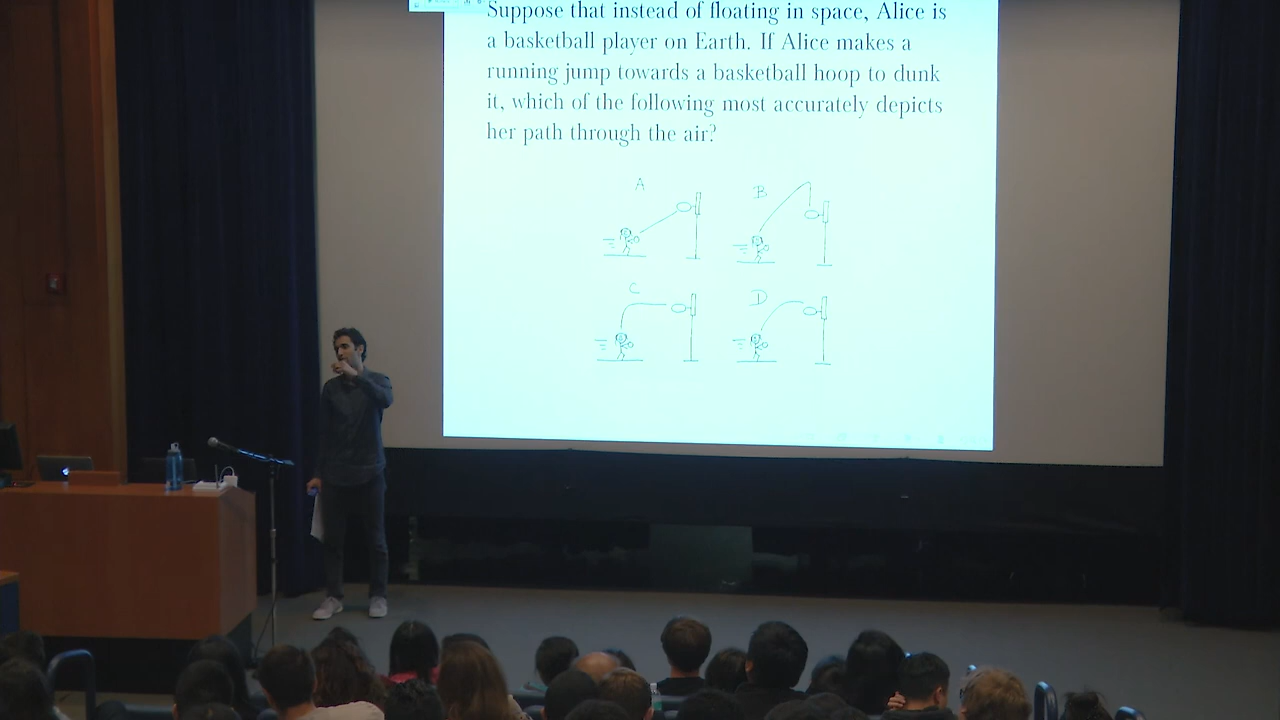 Suppose that instead of floating in space, Alice is
a basketball player on Earth. If Alice makes a
running jump towards a basketball hoop to dunk
it, which of the following most accurately depicts
her path through the air?
A
B
C
D